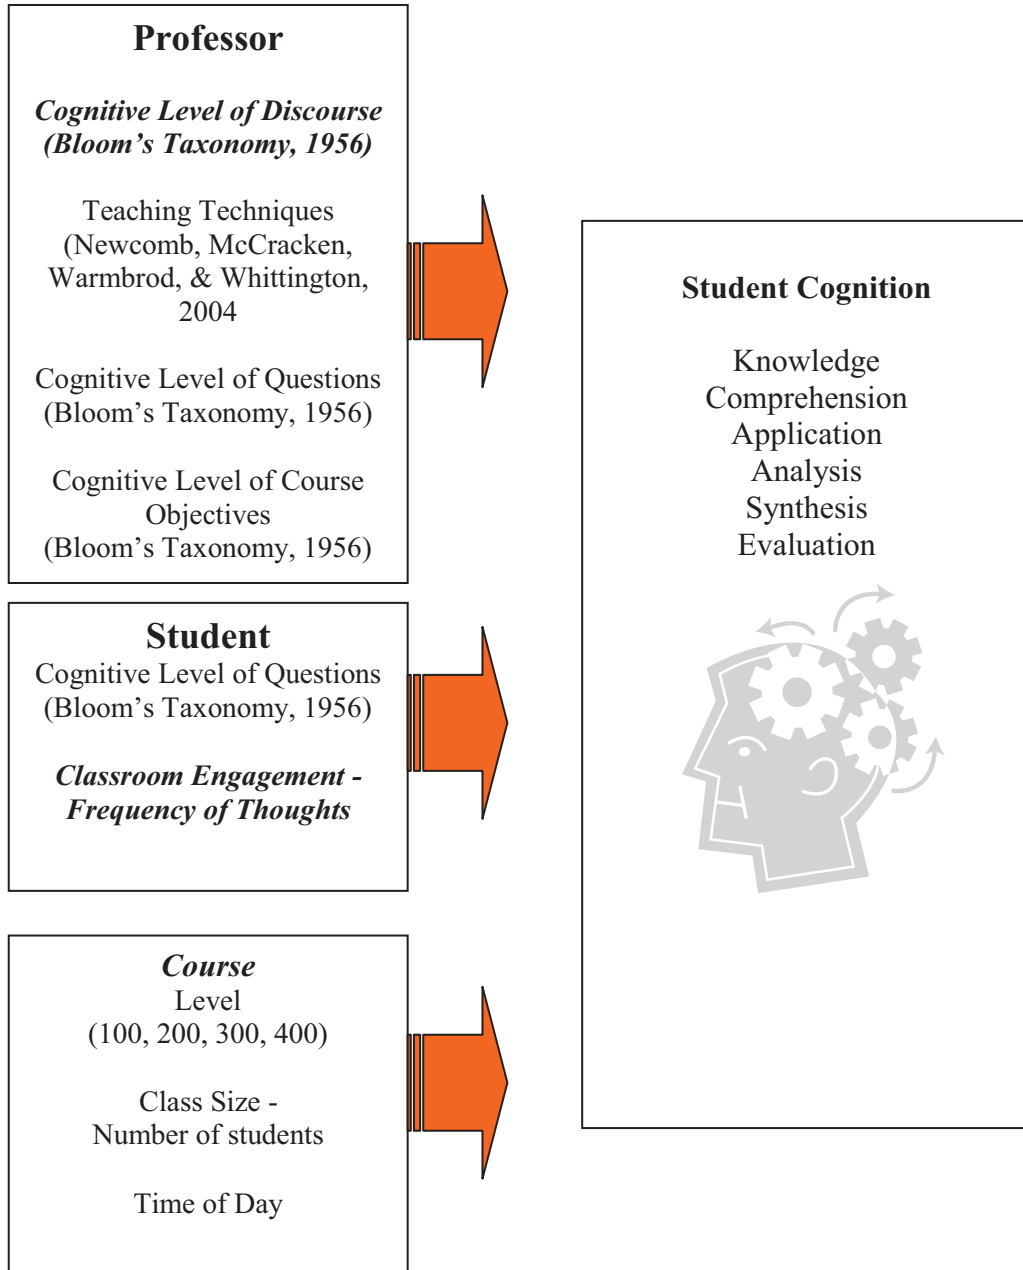 Professor
Cognitive Level of Discourse
(Bloom’s Taxonomy, 1956)
Teaching Techniques
(Newcomb, McCracken,
Warmbrod, & Whittington,
2004
Cognitive Level of Questions
(Bloom’s Taxonomy, 1956)
Cognitive Level of Course
Objectives
(Bloom’s Taxonomy, 1956)
Student
Cognitive Level of Questions
(Bloom’s Taxonomy, 1956)
Classroom Engagement -
Frequency of Thoughts
Course
Level
(100, 200, 300, 400)
Class Size -
Number of students
Time of Day
Student Cognition
Knowledge
Comprehension
Application
Analysis
Synthesis
Evaluation